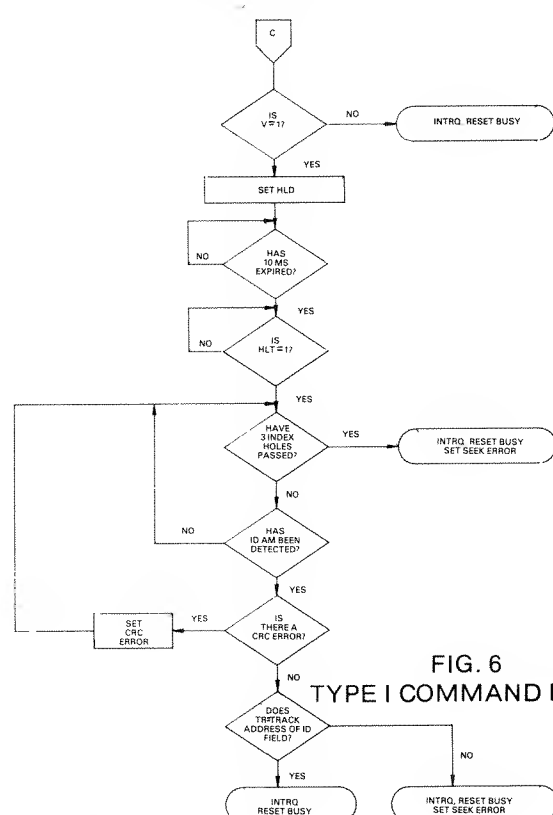 C
IS
V=1?
NO
INTRQ, RESET BUSY
YES
SET HLD
HAS
10 MS
EXPIRED?
NO
YES
IS
HLT=1?
NO
YES
HAVE
3 INDEX
HOLES
PASSED?
YES
INTRQ, RESET BUSY
SET SEEK ERROR
NO
HAS
ID AM BEEN
DETECTED?
NO
YES
IS
THERE A
CRC ERROR?
YES
SET
CRC
ERROR
NO
FIG. 6
TYPE I COMMAND
DOES
TR=TRACK
ADDRESS OF ID
FIELD?
NO
YES
INTRQ
RESET BUSY
INTRQ, RESET BUSY
SET SEEK ERROR